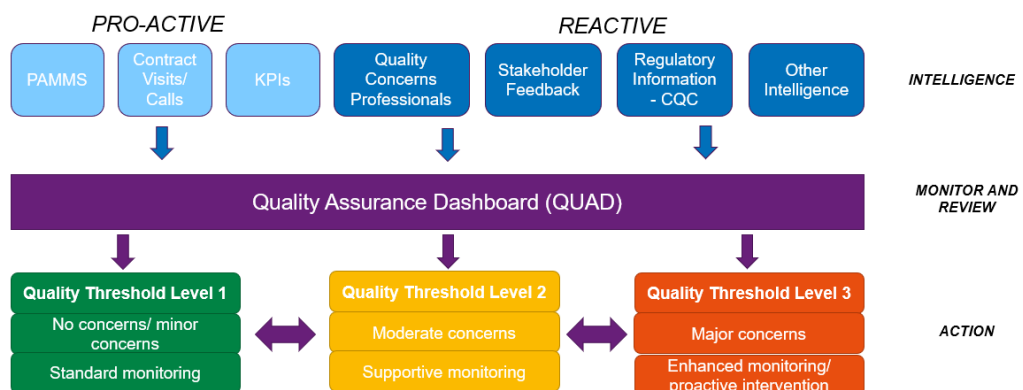 PRO-ACTIVE
REACTIVE
PAMMS
Contract
Visits/
Calls
KPIs
Quality
Concerns
Professionals
Stakeholder
Feedback
Regulatory
Information
- CQC
Other
Intelligence
INTELLIGENCE
Quality Assurance Dashboard (QUAD)
MONITOR AND
REVIEW
Quality Threshold Level 1
No concerns/ minor
concerns
Standard monitoring
Quality Threshold Level 2
Moderate concerns
Supportive monitoring
Quality Threshold Level 3
Major concerns
Enhanced monitoring/
proactive intervention
ACTION